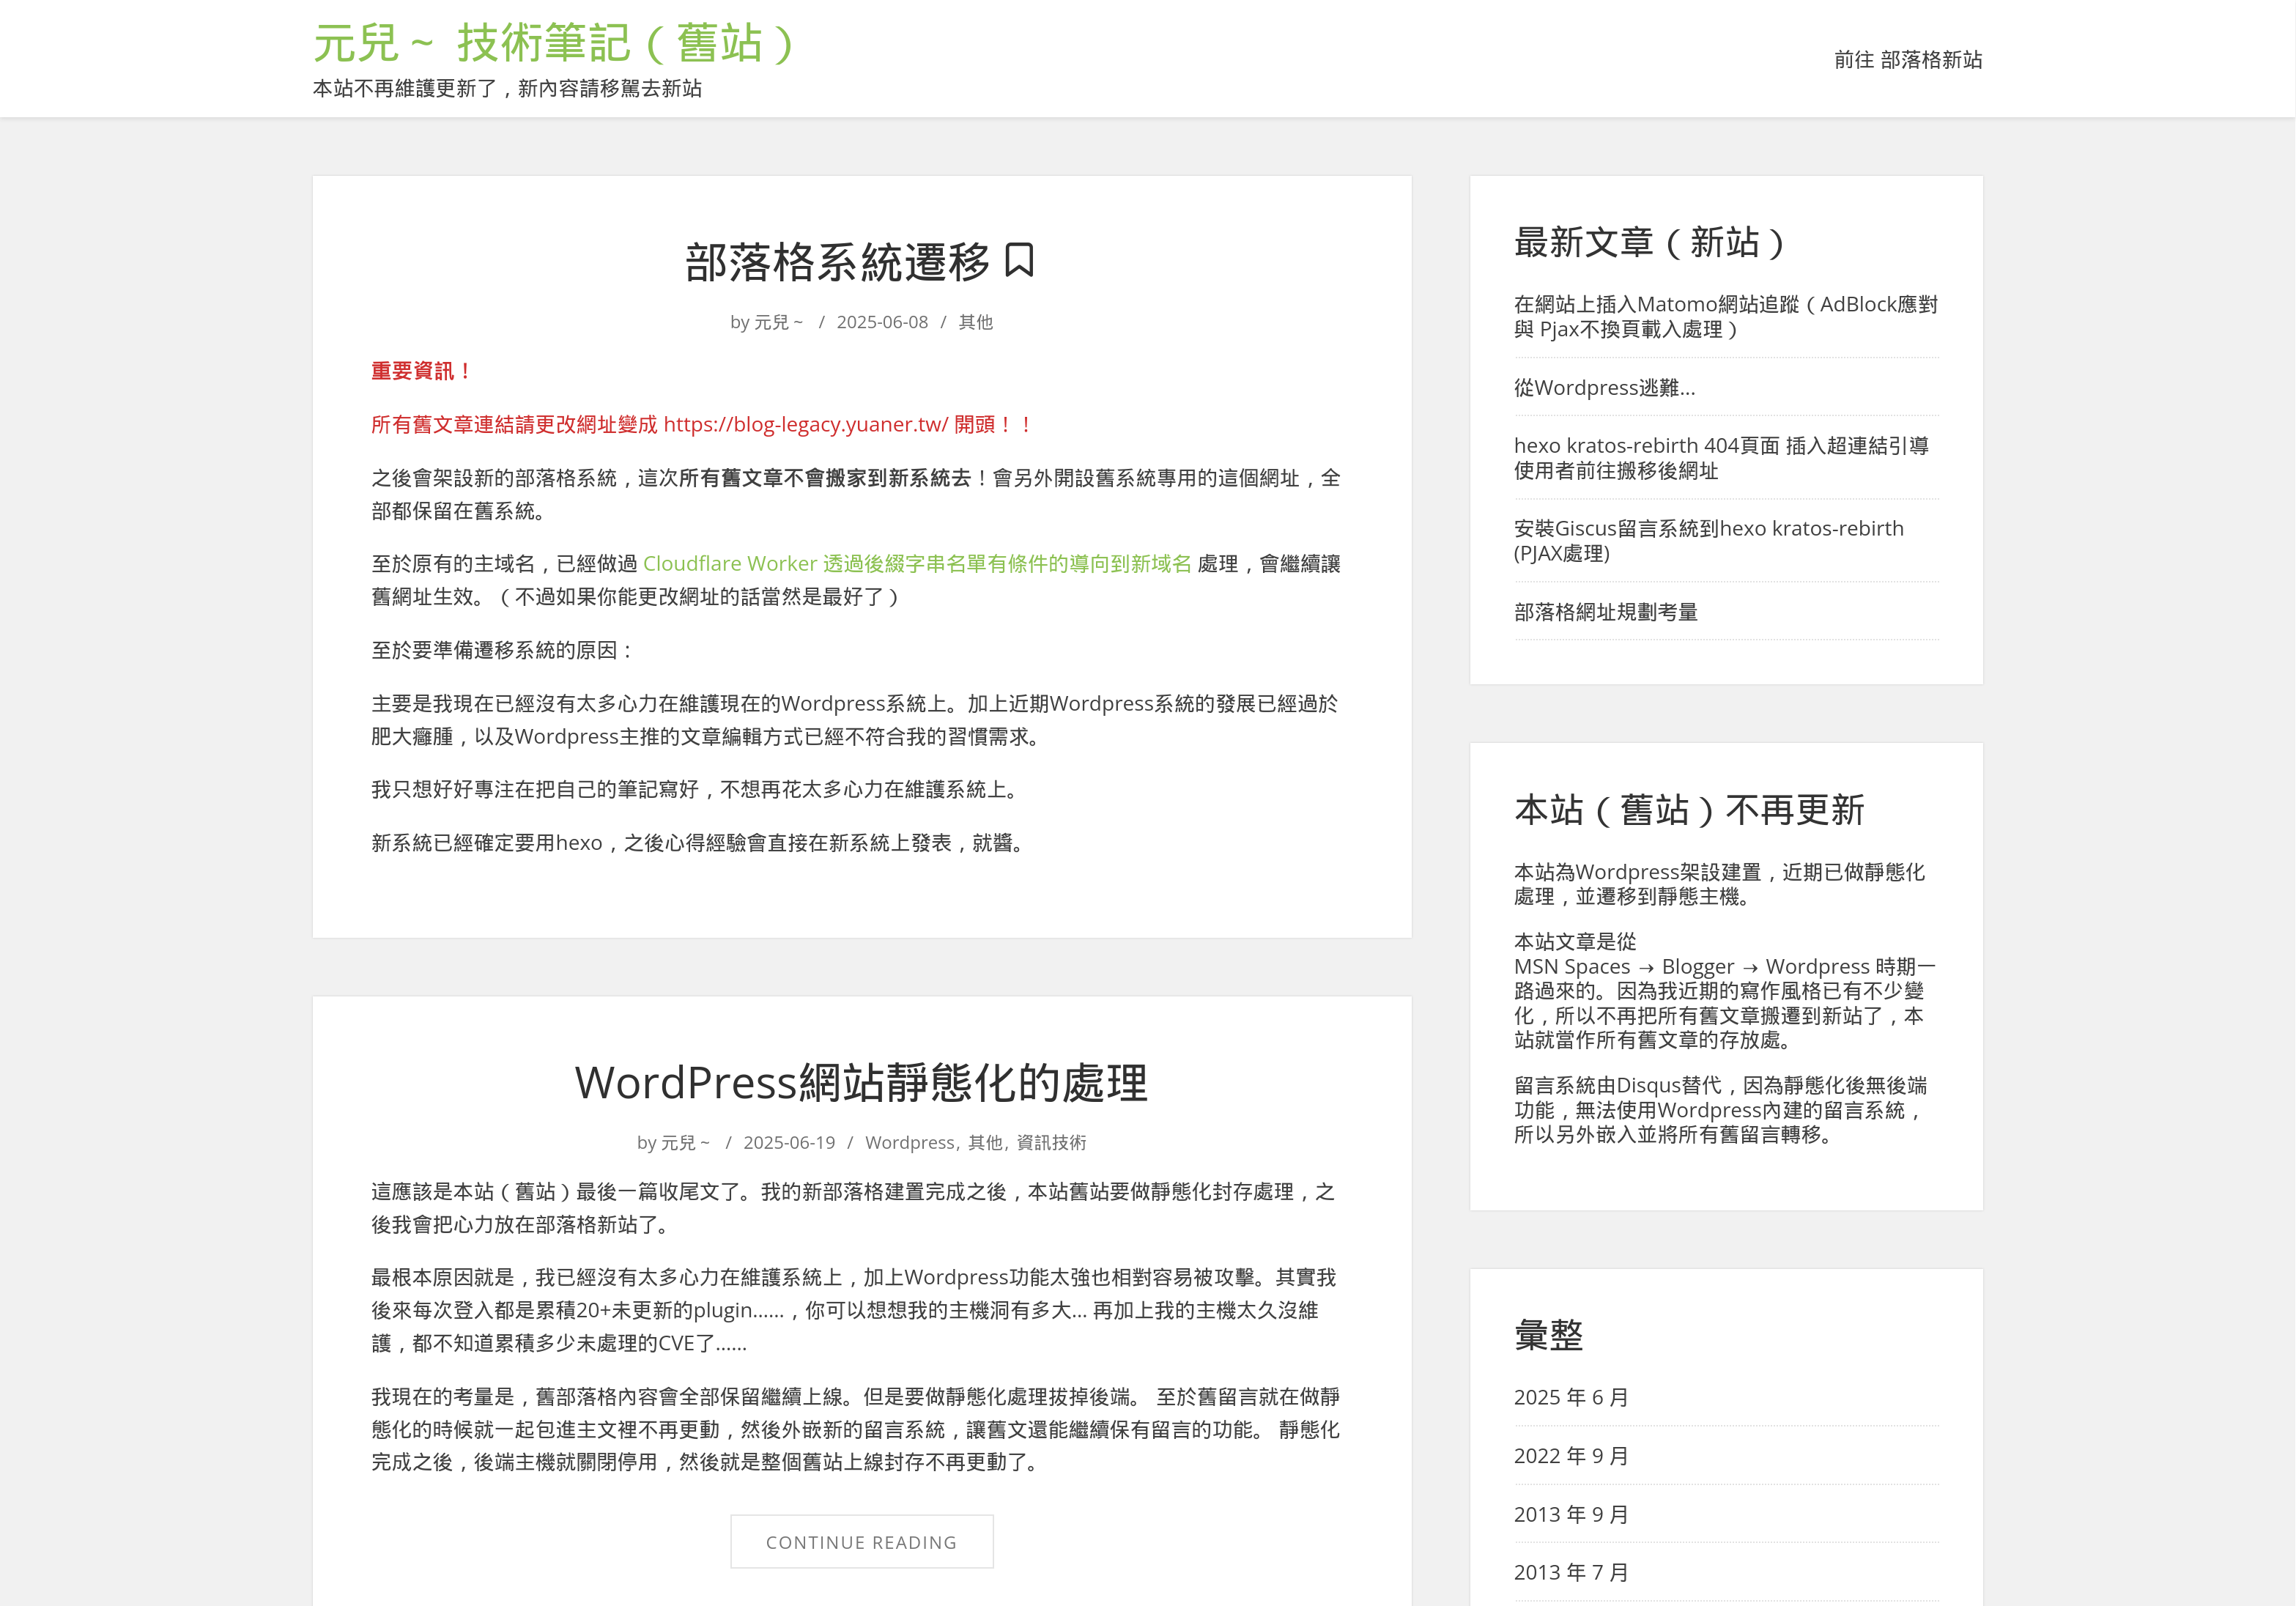 元兒～ 技術筆記（舊站）
本站不再維護更新了，新內容請移駕去新站
前往 部落格新站
部落格系統遷移
by 元兒～ / 2025-06-08 / 其他
重要資訊！
所有舊文章連結請更改網址變成 https://blog-legacy.yuaner.tw/ 開頭！！
之後會架設新的部落格系統，這次所有舊文章不會搬家到新系統去！會另外開設舊系統專用的這個網址，全
部都保留在舊系統。
至於原有的主域名，已經做過 Cloudflare Worker 透過後綴字串名單有條件的導向到新域名 處理，會繼續讓
舊網址生效。（不過如果你能更改網址的話當然是最好了）
至於要準備遷移系統的原因：
主要是我現在已經沒有太多心力在維護現在的Wordpress系統上。加上近期Wordpress系統的發展已經過於
肥大癰腫，以及Wordpress主推的文章編輯方式已經不符合我的習慣需求。
我只想好好專注在把自己的筆記寫好，不想再花太多心力在維護系統上。
新系統已經確定要用hexo，之後心得經驗會直接在新系統上發表，就醬。
WordPress網站靜態化的處理
by 元兒～ / 2025-06-19 / Wordpress, 其他, 資訊技術
這應該是本站（舊站）最後一篇收尾文了。我的新部落格建置完成之後，本站舊站要做靜態化封存處理，之
後我會把心力放在部落格新站了。
最根本原因就是，我已經沒有太多心力在維護系統上，加上Wordpress功能太強也相對容易被攻擊。其實我
後來每次登入都是累積20+未更新的plugin……，你可以想想我的主機洞有多大… 再加上我的主機太久沒維
護，都不知道累積多少未處理的CVE了……
我現在的考量是，舊部落格內容會全部保留繼續上線。但是要做靜態化處理拔掉後端。 至於舊留言就在做靜
態化的時候就一起包進主文裡不再更動，然後外嵌新的留言系統，讓舊文還能繼續保有留言的功能。 靜態化
完成之後，後端主機就關閉停用，然後就是整個舊站上線封存不再更動了。
CONTINUE READING
最新文章（新站）
在網站上插入Matomo網站追蹤（AdBlock應對
與 Pjax不換頁載入處理）
從Wordpress逃難…
hexo kratos-rebirth 404頁面 插入超連結引導
使用者前往搬移後網址
安裝Giscus留言系統到hexo kratos-rebirth
(PJAX處理)
部落格網址規劃考量
本站（舊站）不再更新
本站為Wordpress架設建置，近期已做靜態化
處理，並遷移到靜態主機。
本站文章是從
MSN Spaces → Blogger → Wordpress 時期一
路過來的。因為我近期的寫作風格已有不少變
化，所以不再把所有舊文章搬遷到新站了，本
站就當作所有舊文章的存放處。
留言系統由Disqus替代，因為靜態化後無後端
功能，無法使用Wordpress內建的留言系統，
所以另外嵌入並將所有舊留言轉移。
彙整
2025 年 6 月
2022 年 9 月
2013 年 9 月
2013 年 7 月